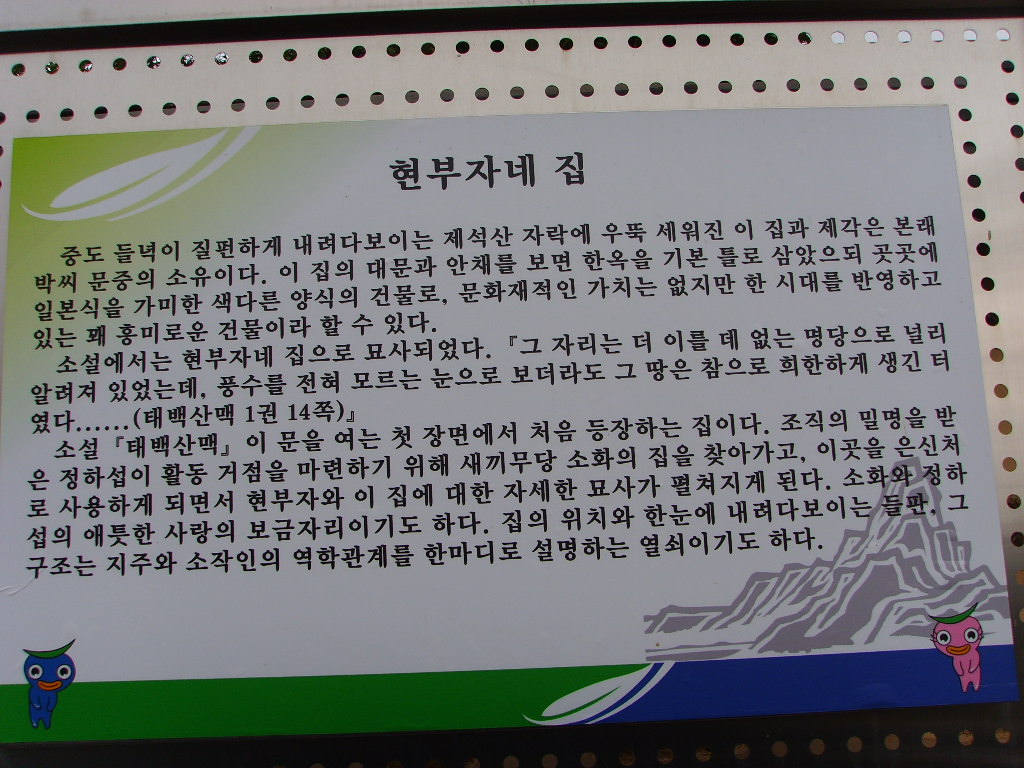 현부자네 집
중도 들녘이 질펀하게 내려다보이는 제석산 자락에 우뚝 세워진 이 집과 제각은 본래
박씨 문중의 소유이다. 이 집의 대문과 안채를 보면 한옥을 기본 틀로 삼았으되 곳곳에
일본식을 가미한 색다른 양식의 건물로, 문화재적인 가치는 없지만 한 시대를 반영하고
있는 꽤 흥미로운 건물이라 할 수 있다.
소설에서는 현부자네 집으로 묘사되었다. 『그 자리는 더 이를 데 없는 명당으로 널리
알려져 있었는데, 풍수를 전혀 모르는 눈으로 보더라도 그 땅은 참으로 희한하게 생긴 터
였다……(태백산맥 1권 14쪽)』
소설 『태백산맥』이 문을 여는 첫 장면에서 처음 등장하는 집이다. 조직의 밀명을 받
은 정하섭이 활동 거점을 마련하기 위해 새끼무당 소화의 집을 찾아가고, 이곳을 은신처
로 사용하게 되면서 현부자와 이 집에 대한 자세한 묘사가 펼쳐지게 된다. 소화와 정하
섭의 애틋한 사랑의 보금자리이기도 하다. 집의 위치와 한눈에 내려다보이는 들판, 그
구조는 지주와 소작인의 역학관계를 한마디로 설명하는 열쇠이기도 하다.